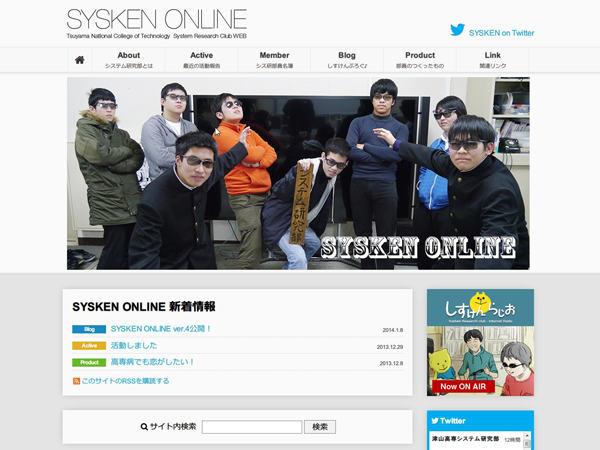 SYSKEN ONLINE
Tsuyama National College of Technology System Research Club WEB
SYSKEN on Twitter
About
システム研究部とは
Active
最近の活動報告
Member
シス研部員名簿
Blog
しすけんぶろぐ♪
Product
部員のつくったもの
Link
関連リンク
システム研究部
SYSKEN ONLINE
SYSKEN ONLINE 新着情報
Blog SYSKEN ONLINE ver.4公開！ 2014.1.8
Active 活動しました 2013.12.29
Product 高専病でも恋がしたい！ 2013.12.8
このサイトのRSSを購読する
サイト内検索 検索
しすけんらじお
System Research club - Internet Radio
Now ON AIR
Twitter
津山高専システム研究部 12時間